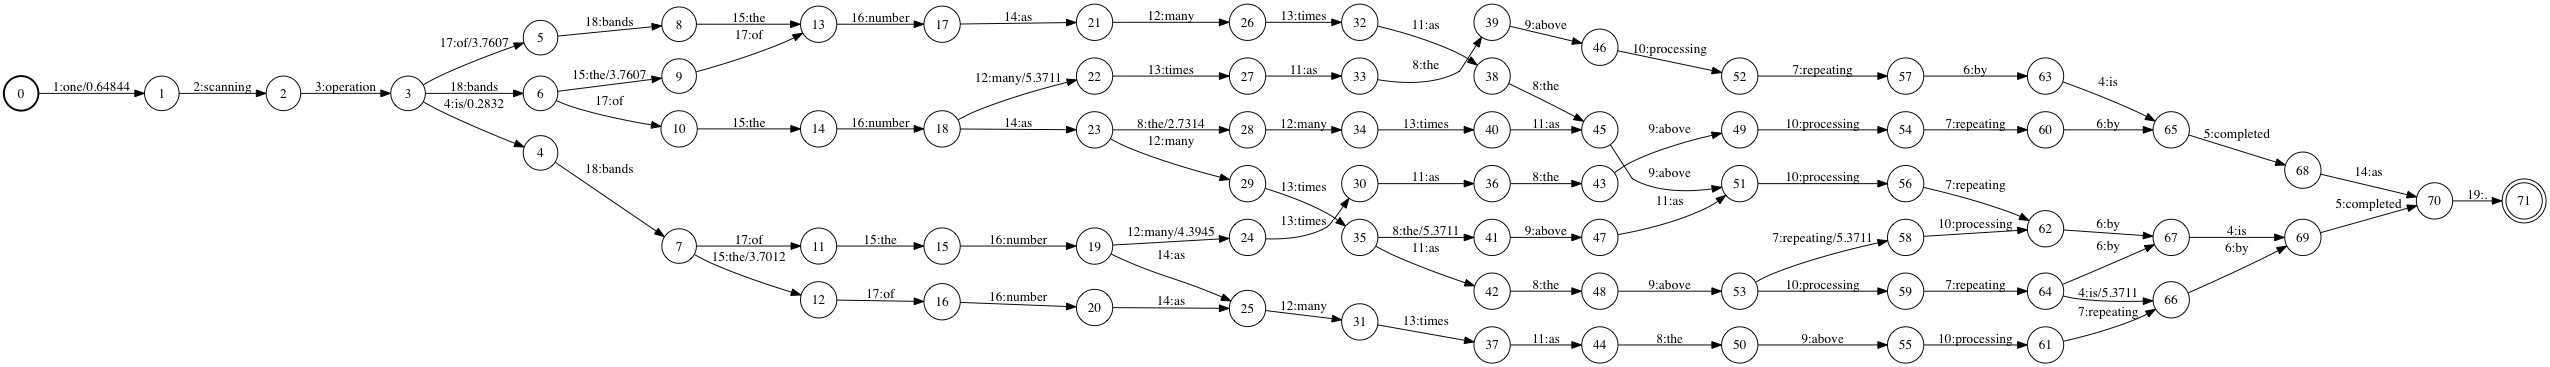 0 1:one/0.64844 1 2:scanning 2 3:operation 3
17:of/3.7607 5 18:bands 8 15:the 13 16:number 17 14:as 21 12:many 26 13:times 32 11:as 38 8:the 45
18:bands 6 15:the/3.7607 9 17:of
17:of 10 15:the 14 16:number 18 12:many/5.3711 22 13:times 27 11:as 33 8:the 39 9:above 46 10:processing 52 7:repeating 57 6:by 63 4:is 65
14:as 23 8:the/2.7314 28 12:many 34 13:times 40 11:as
12:many 29 13:times 35 8:the/5.3711 41 9:above 47 11:as 51
9:above
10:processing 56 7:repeating 62 6:by 67 4:is 69
4:is/0.2832 4 18:bands 7 17:of 11 15:the 15 16:number 19 12:many/4.3945 24 13:times 30 11:as 36 8:the 43 9:above 49 10:processing 54 7:repeating 60 6:by
5:completed 68 14:as 70 19:. 71
11:as 42 8:the 48 9:above 53 7:repeating/5.3711 58 10:processing
10:processing 59 7:repeating 64 6:by
4:is/5.3711 66 6:by
5:completed
15:the/3.7012 12 17:of 16 16:number 20 14:as 25 12:many 31 13:times 37 11:as 44 8:the 50 9:above 55 10:processing 61 7:repeating
14:as